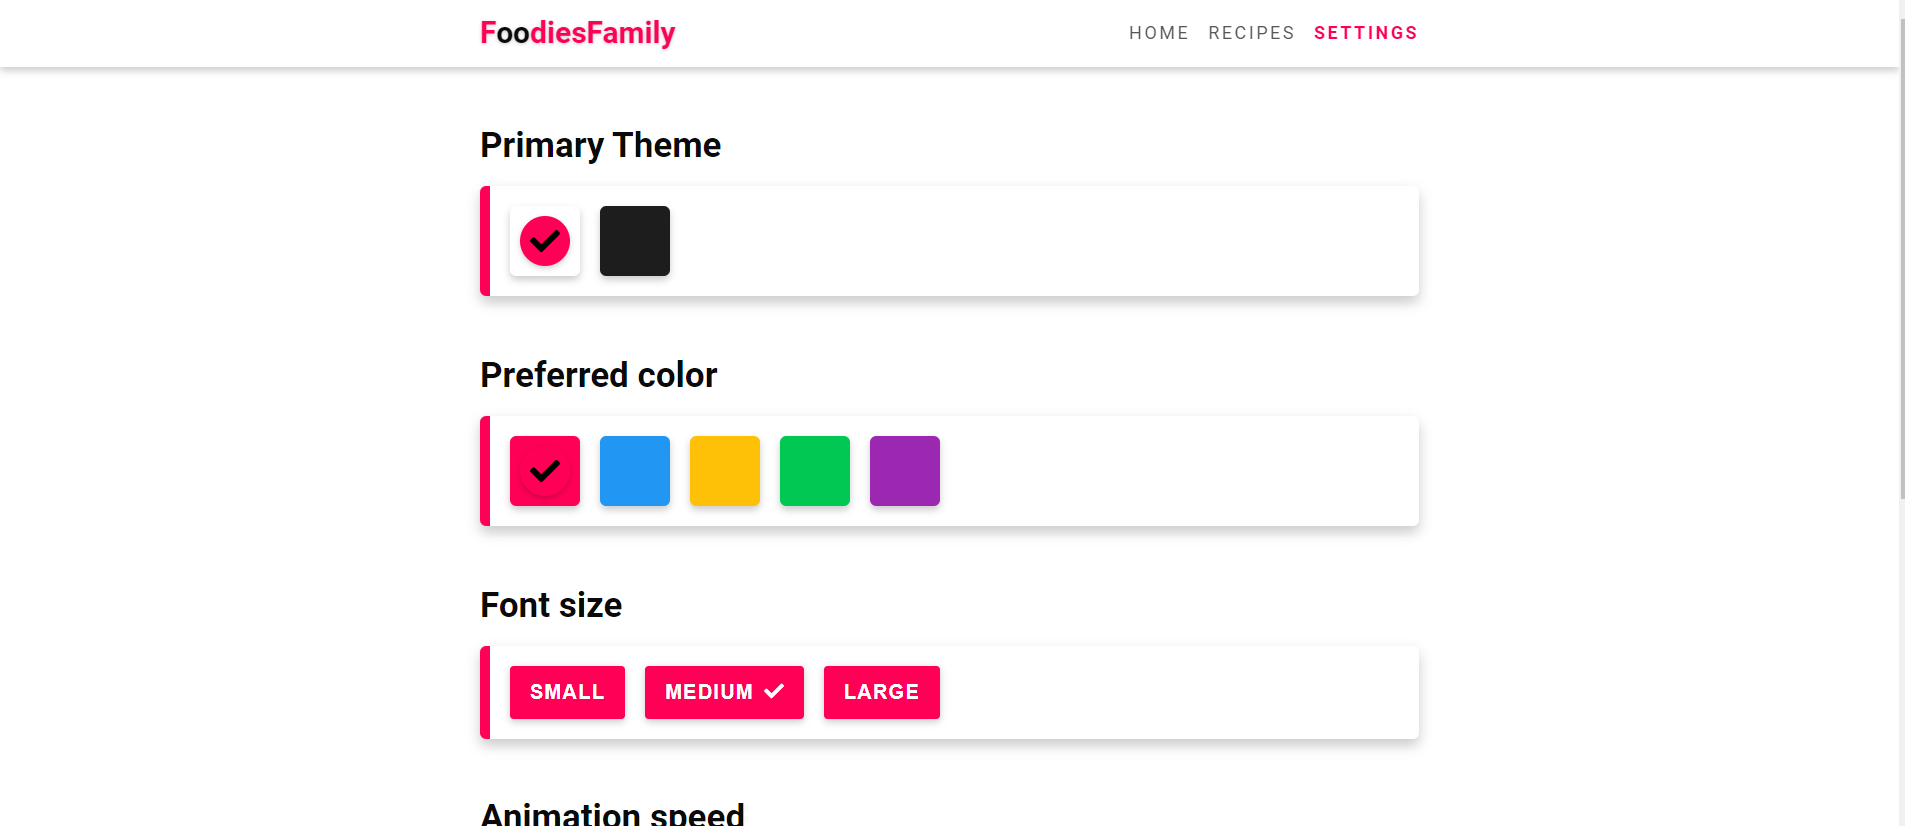 FoodiesFamily
HOME RECIPES SETTINGS
Primary Theme
Preferred color
Font size
SMALL MEDIUM LARGE
Animation speed